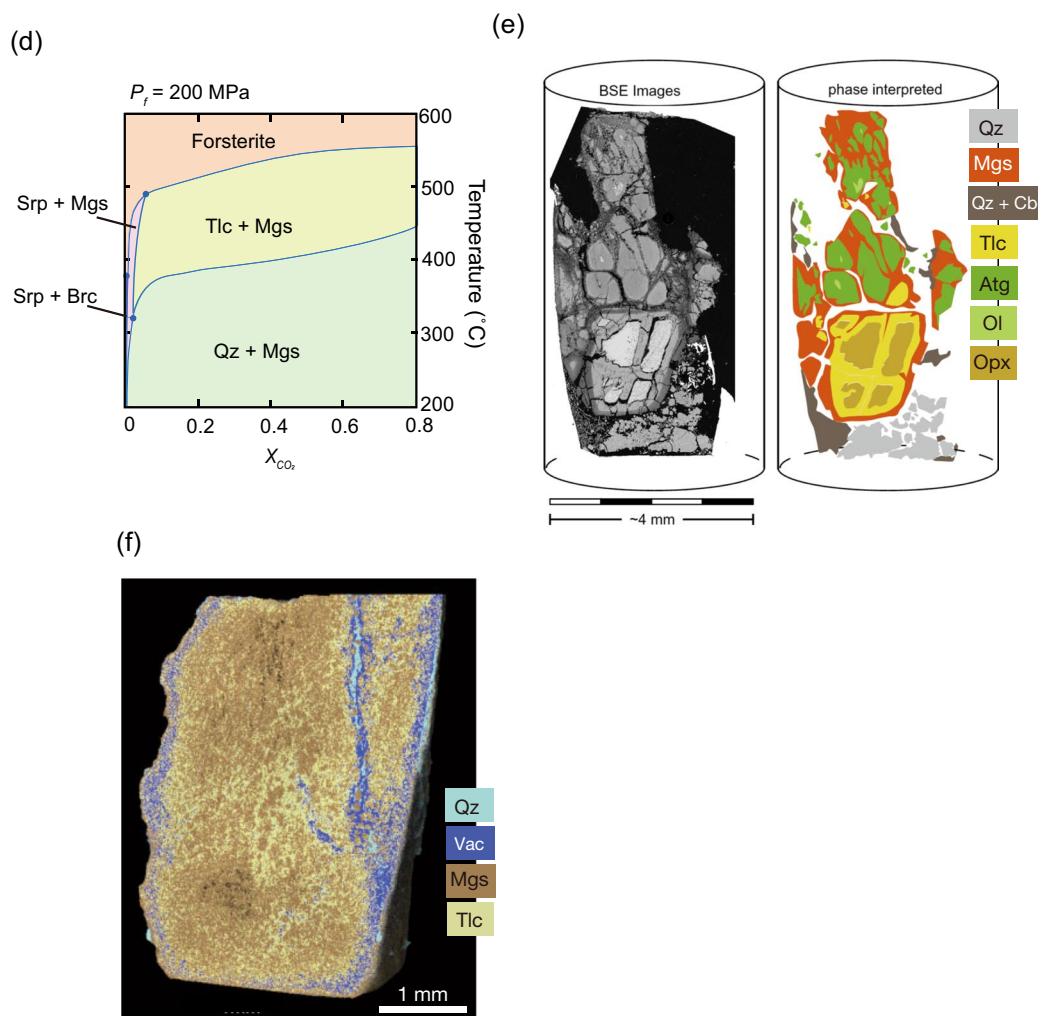 (d)
P_f = 200 MPa
Forsterite
Srp + Mgs
Tlc + Mgs
Srp + Brc
Qz + Mgs
600
500
400
300
200
Temperature (°C)
0
0.2
0.4
0.6
0.8
X_CO₂
(e)
BSE Images
phase interpreted
Qz
Mgs
Qz + Cb
Tlc
Atg
Ol
Opx
~4 mm
(f)
Qz
Vac
Mgs
Tlc
1 mm